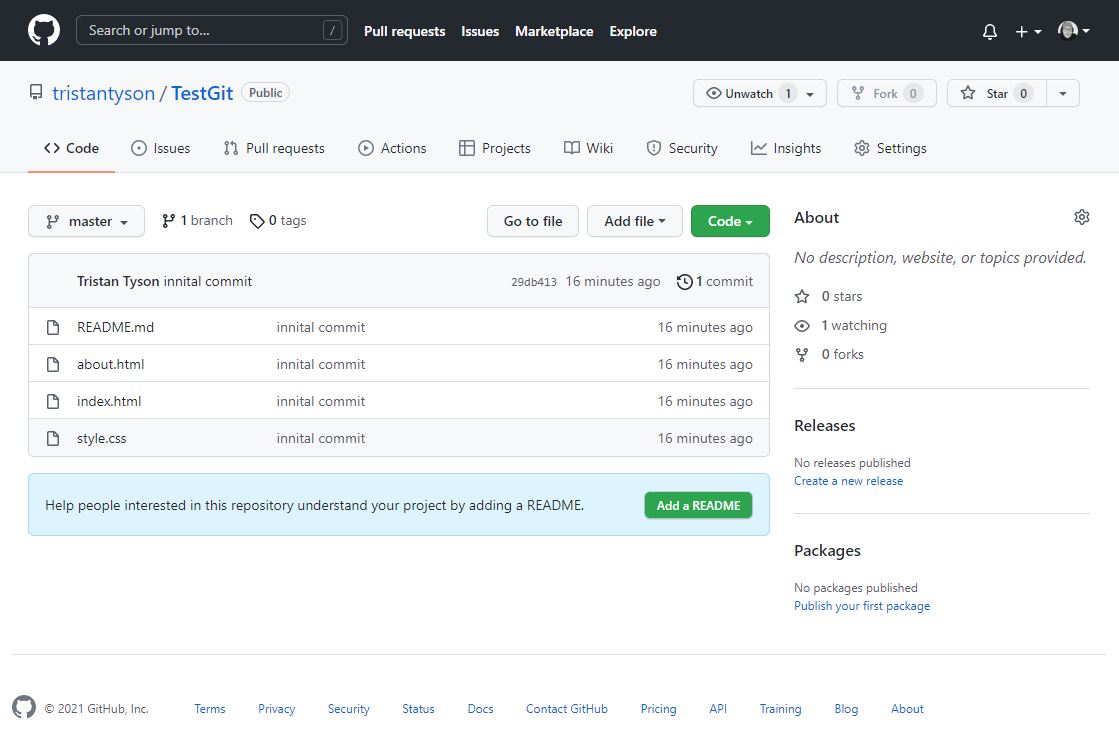 Search or jump to... / Pull requests Issues Marketplace Explore
tristantyson / TestGit Public Unwatch 1 Fork 0 Star 0
Code Issues Pull requests Actions Projects Wiki Security Insights Settings
master 1 branch 0 tags Go to file Add file Code
Tristan Tyson innital commit 29db413 16 minutes ago 1 commit
README.md innital commit 16 minutes ago
about.html innital commit 16 minutes ago
index.html innital commit 16 minutes ago
style.css innital commit 16 minutes ago
Help people interested in this repository understand your project by adding a README. Add a README
About
No description, website, or topics provided.
0 stars
1 watching
0 forks
Releases
No releases published
Create a new release
Packages
No packages published
Publish your first package
© 2021 GitHub, Inc. Terms Privacy Security Status Docs Contact GitHub Pricing API Training Blog About